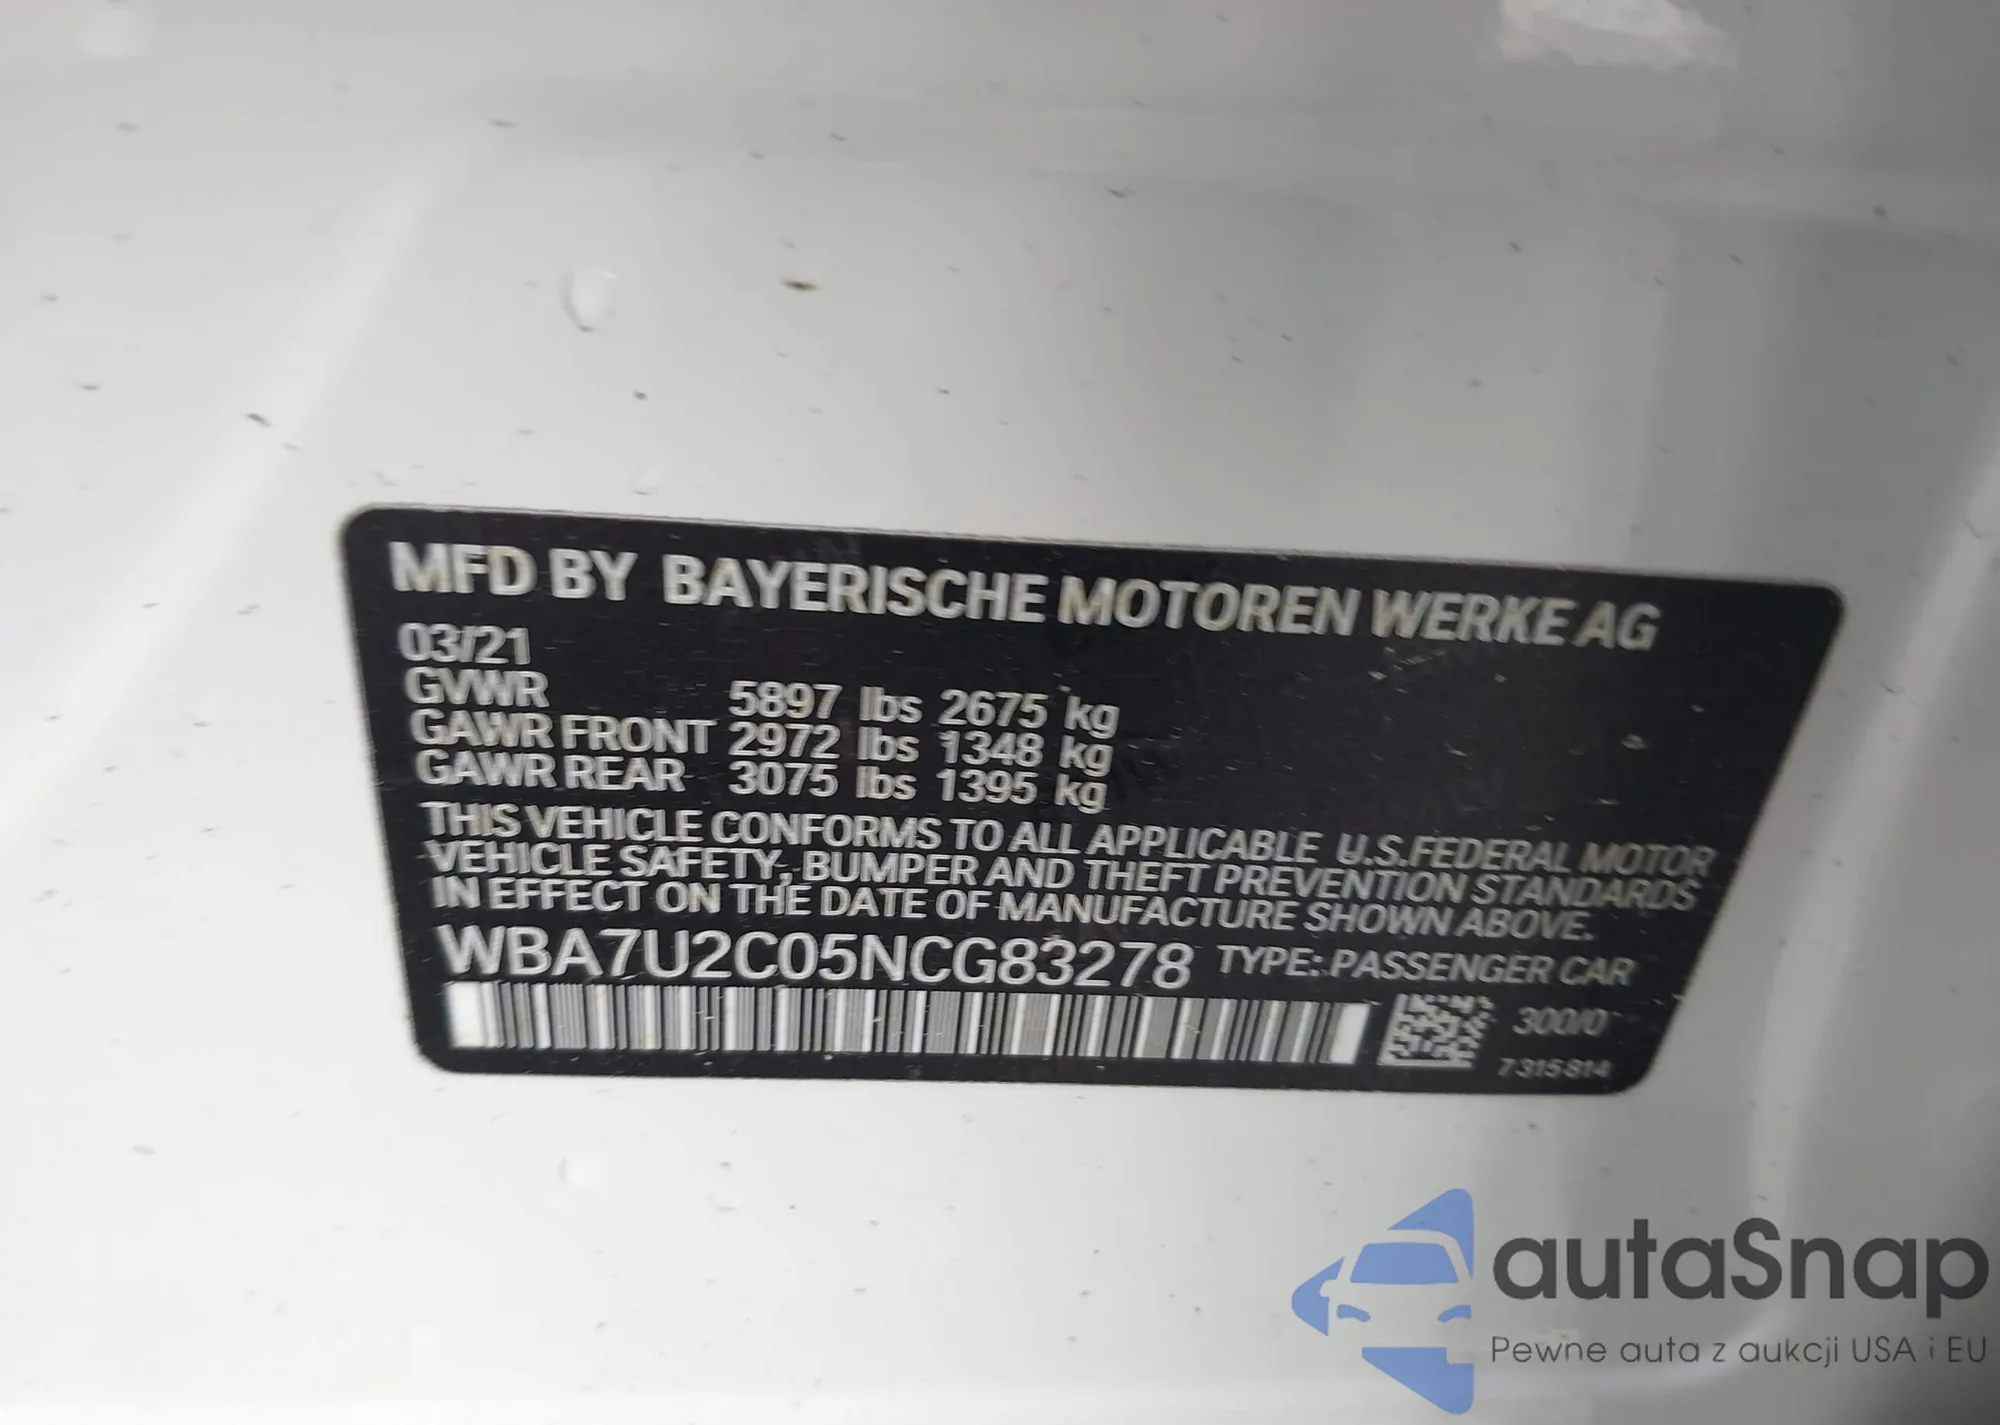 MFD BY BAYERISCHE MOTOREN WERKE AG
03/21
GVWR 5897 lbs 2675 kg
GAWR FRONT 2972 lbs 1348 kg
GAWR REAR 3075 lbs 1395 kg
THIS VEHICLE CONFORMS TO ALL APPLICABLE U.S.FEDERAL MOTOR
VEHICLE SAFETY, BUMPER AND THEFT PREVENTION STANDARDS
IN EFFECT ON THE DATE OF MANUFACTURE SHOWN ABOVE.
WBA7U2C05NCG83278 TYPE: PASSENGER CAR
300/0
7315814
autaSnap
Pewne auta z aukcji USA i EU